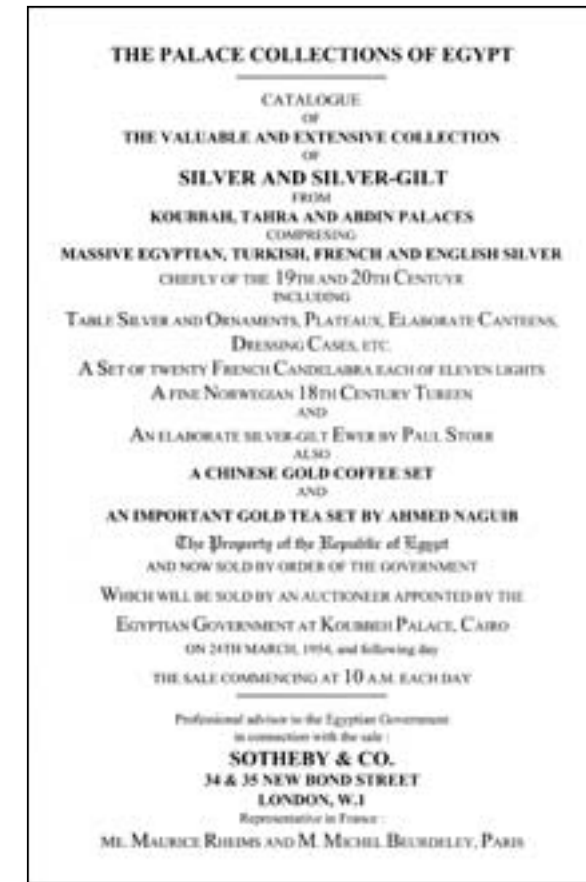 THE PALACE COLLECTIONS OF EGYPT
CATALOGUE
OF
THE VALUABLE AND EXTENSIVE COLLECTION
OF
SILVER AND SILVER-GILT
FROM
KOUBBAH, TAHRA AND ABDIN PALACES
COMPRESING
MASSIVE EGYPTIAN, TURKISH, FRENCH AND ENGLISH SILVER
CHIEFLY OF THE 19TH AND 20TH CENTUYR
INCLUDING
TABLE SILVER AND ORNAMENTS, PLATEAUX, ELABORATE CANTEENS,
DRESSING CASES, ETC.
A SET OF TWENTY FRENCH CANDELABRA EACH OF ELEVEN LIGHTS
A FINE NORWEGIAN 18TH CENTURY TUREEN
AND
AN ELABORATE SILVER-GILT EWER BY PAUL STORR
ALSO
A CHINESE GOLD COFFEE SET
AND
AN IMPORTANT GOLD TEA SET BY AHMED NAGUIB
The Property of the Republic of Egypt
AND NOW SOLD BY ORDER OF THE GOVERNMENT
WHICH WILL BE SOLD BY AN AUCTIONEER APPOINTED BY THE
EGYPTIAN GOVERNMENT AT KOUBBEH PALACE, CAIRO
ON 24TH MARCH, 1954, and following day
THE SALE COMMENCING AT 10 A.M. EACH DAY
Professional advisor to the Egyptian Government
in connection with the sale :
SOTHEBY & CO.
34 & 35 NEW BOND STREET
LONDON, W.1
Representative in France :
ME. MAURICE RHEIMS AND M. MICHEL BEURDELEY, PARIS